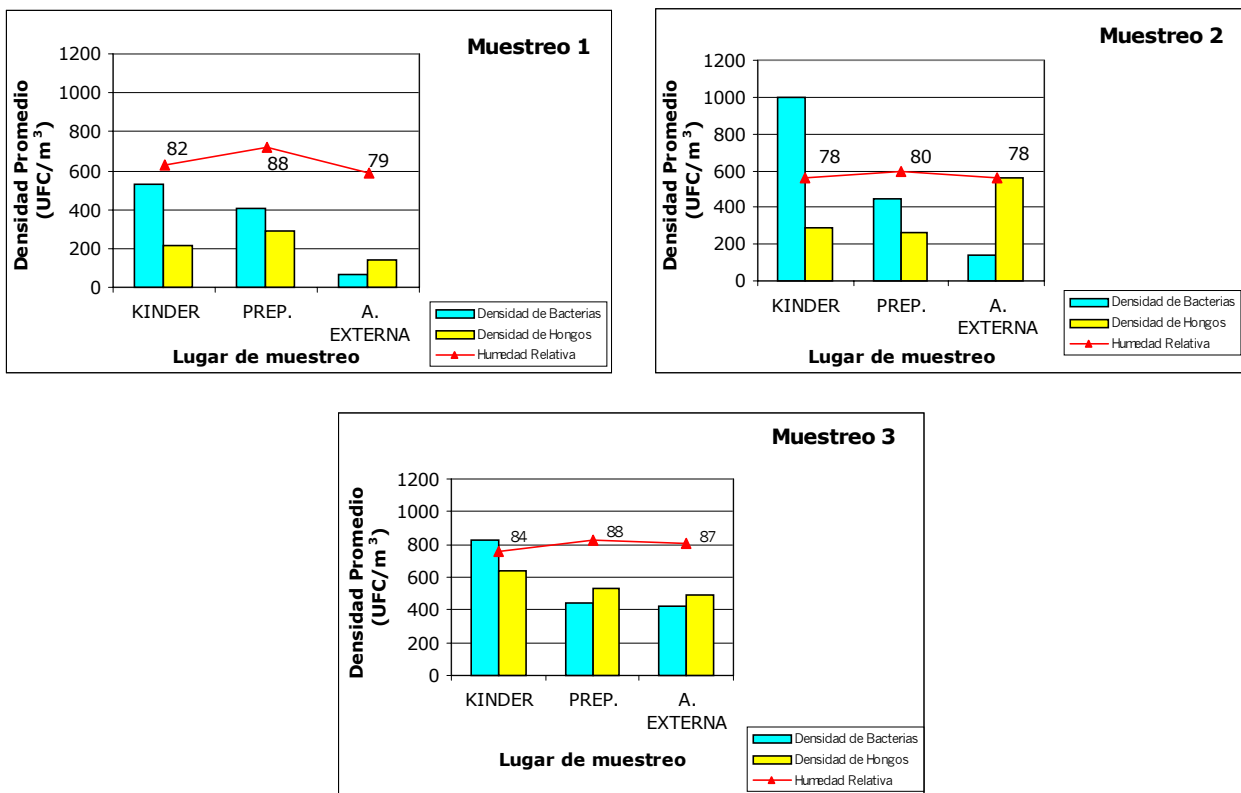 Muestreo 1
Densidad Promedio
(UFC/m³)
1200
1000
800
600
400
200
0
82
88
79
KINDER
PREP.
A.
EXTERNA
Lugar de muestreo
Densidad de Bacterias
Densidad de Hongos
Humedad Relativa
Muestreo 2
Densidad Promedio
(UFC/m³)
1200
1000
800
600
400
200
0
78
80
78
KINDER
PREP.
A.
EXTERNA
Lugar de muestreo
Densidad de Bacterias
Densidad de Hongos
Humedad Relativa
Muestreo 3
Densidad Promedio
(UFC/m³)
1200
1000
800
600
400
200
0
84
88
87
KINDER
PREP.
A.
EXTERNA
Lugar de muestreo
Densidad de Bacterias
Densidad de Hongos
Humedad Relativa